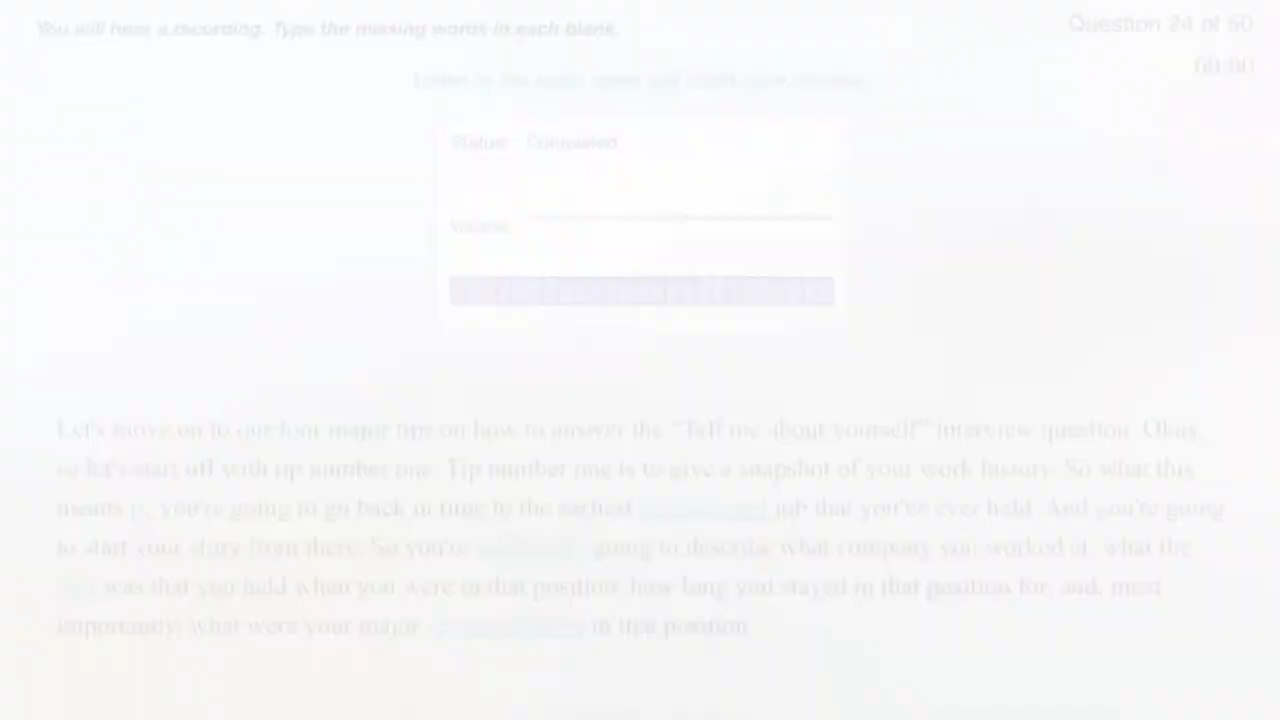 You will hear a recording. Type the missing words in each blank.
Question 24 of 50
00:00
Status: Completed
Volume
Let's move on to our four major tips on how to answer the "Tell me about yourself" interview question. Okay,
so let's start off with tip number one. Tip number one is to give a snapshot of your work history. So what this
means is, you're going to go back in time to the earliest job that you've ever held. And you're going
to start your story from there. So you're going to describe what company you worked at, what the
was that you held when you were in that position, how long you stayed in that position for, and, most
importantly, what were your major in that position.